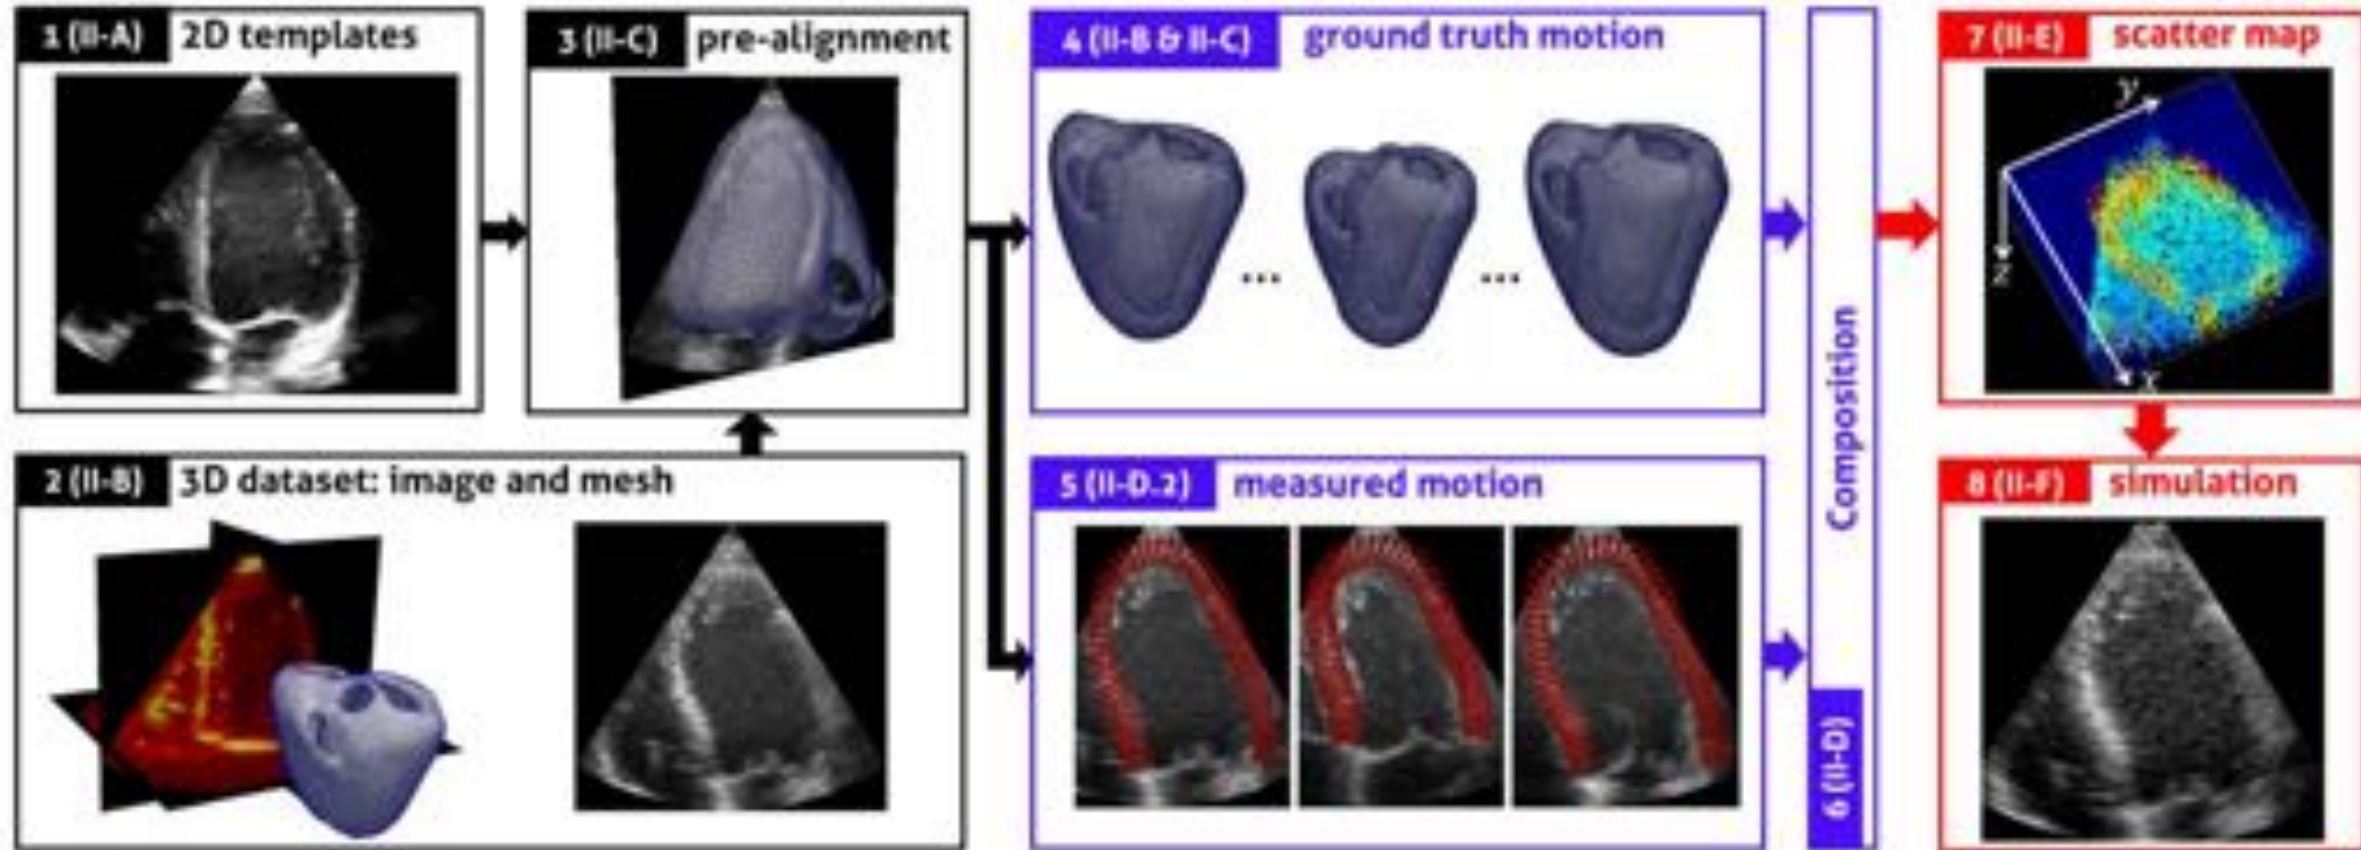 1 (II-A) 2D templates
3 (II-C) pre-alignment
4 (II-B & II-C) ground truth motion
7 (II-E) scatter map
y
z
x
... ...
2 (II-B) 3D dataset: image and mesh
5 (II-D.2) measured motion
6 (II-D) Composition
8 (II-F) simulation